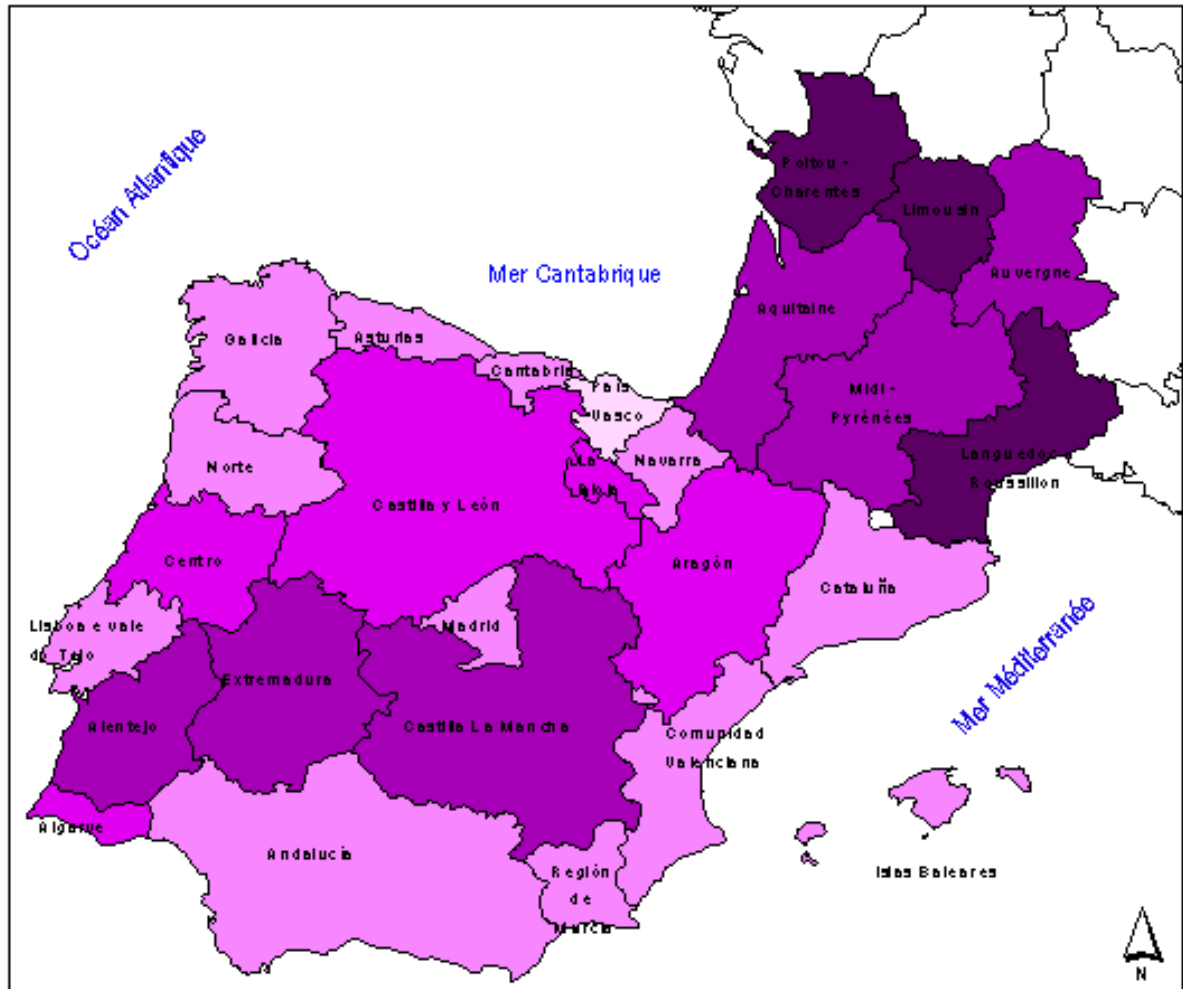 Océan Atlantique
Mer Cantabrique
Mer Méditerranée
Poitou -
Charentes
Limousin
Auvergne
Aquitaine
Midi -
Pyrénées
Languedoc
Roussillon
Galicia
Asturias
Cantabria
País
Vasco
Navarra
La
Rioja
Norte
Castilla y León
Aragón
Cataluña
Centro
Madrid
Lisboa e vale
do Tejo
Extremadura
Alentejo
Castilla La Mancha
Comunidad
Valenciana
Algarve
Andalucía
Región
de
Murcia
Islas Baleares
N